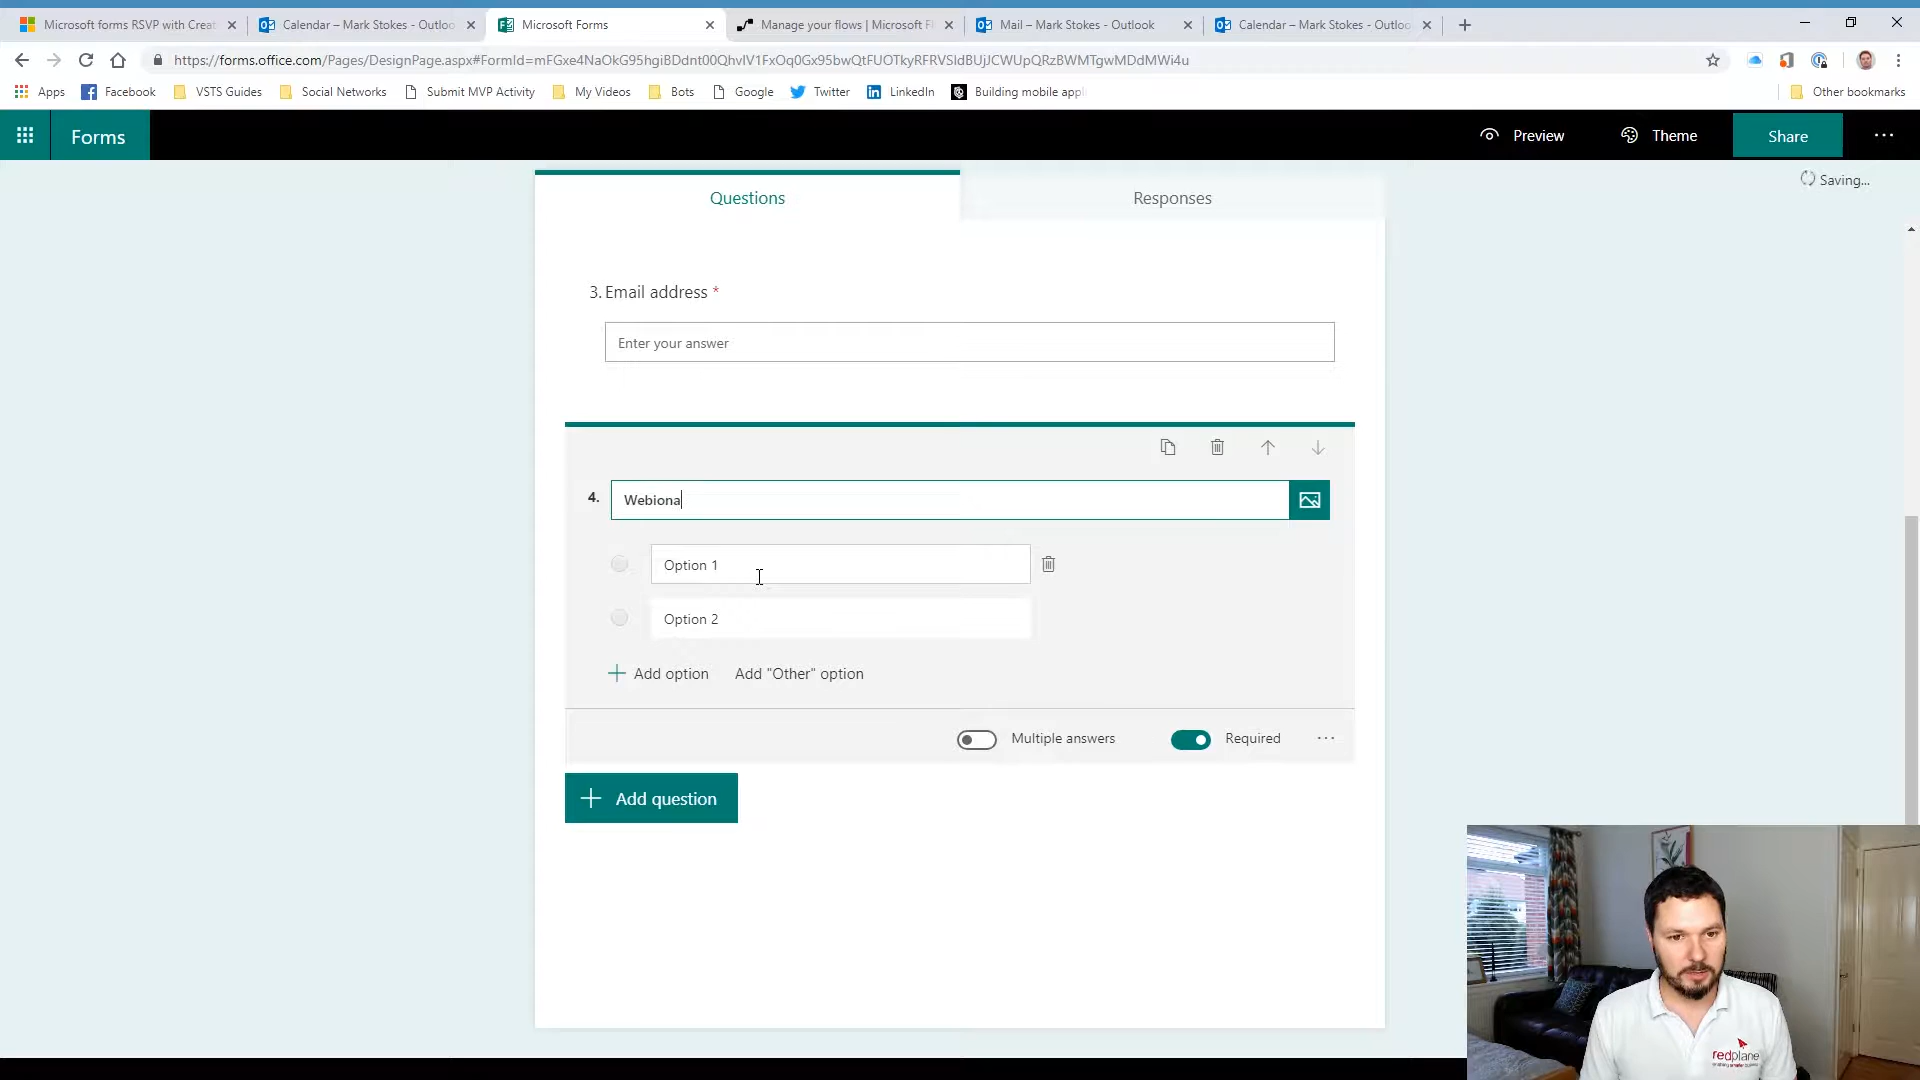 Microsoft forms RSVP with Creat
Calendar – Mark Stokes - Outloo
Microsoft Forms
Manage your flows | Microsoft Fl
Mail – Mark Stokes - Outlook
Calendar – Mark Stokes - Outloo
https://forms.office.com/Pages/DesignPage.aspx#FormId=mFGxe4NaOkG95hgiBDdnt00QhvIV1FxOq0Gx95bwQtFUOTkyRFRVSldBUjJCWUpQRzBWMTgwMDdMWi4u
Apps
Facebook
VSTS Guides
Social Networks
Submit MVP Activity
My Videos
Bots
Google
Twitter
LinkedIn
Building mobile appl
Other bookmarks
Forms
Preview
Theme
Share
Questions
Responses
Saving...
3. Email address *
Enter your answer
4. Webiona
Option 1
Option 2
Add option
Add "Other" option
Multiple answers
Required
Add question
redplane